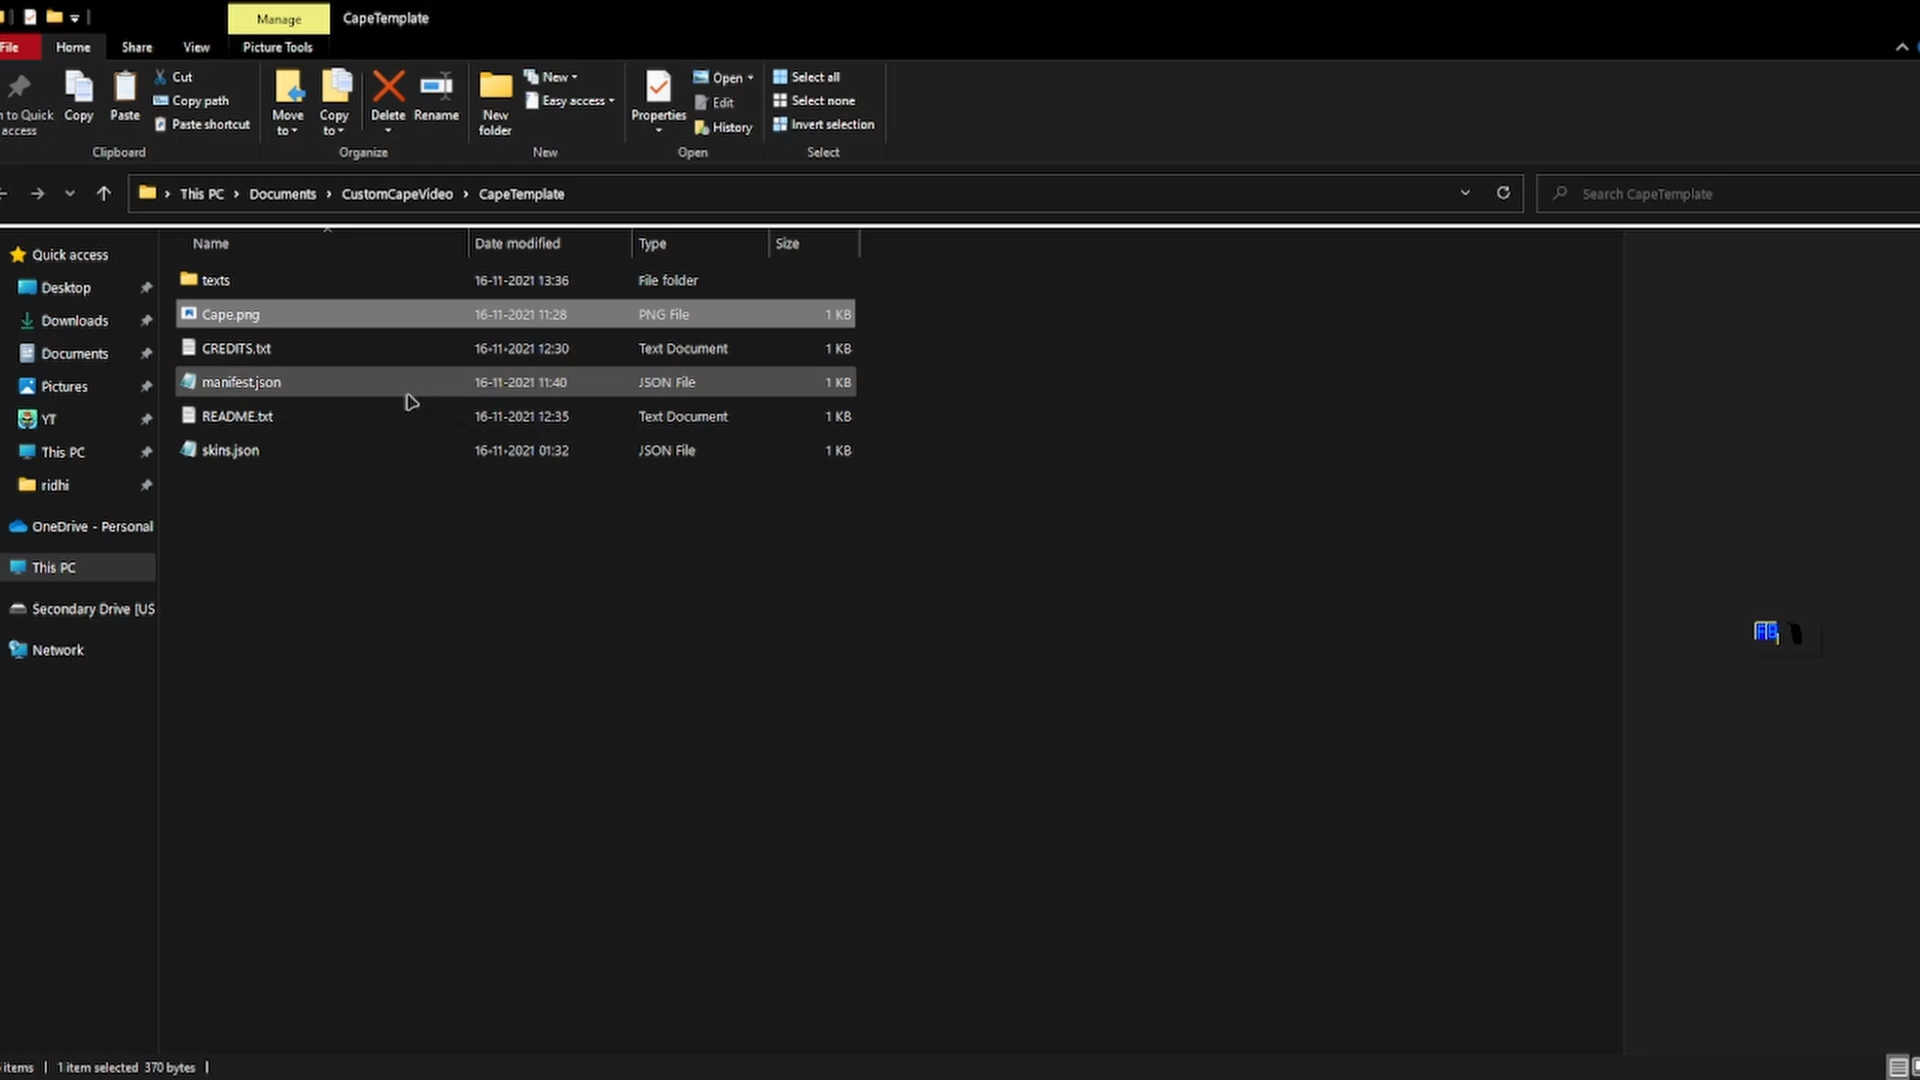 Manage
CapeTemplate
File
Home
Share
View
Picture Tools
n to Quick
access
Copy
Paste
Cut
Copy path
Paste shortcut
Clipboard
Move
to
Copy
to
Delete
Rename
Organize
New
folder
New
Easy access
New
Properties
Open
Edit
History
Open
Select all
Select none
Invert selection
Select
This PC
Documents
CustomCapeVideo
CapeTemplate
Search CapeTemplate
Name
Date modified
Type
Size
texts
16-11-2021 13:36
File folder
Cape.png
16-11-2021 11:28
PNG File
1 KB
CREDITS.txt
16-11-2021 12:30
Text Document
1 KB
manifest.json
16-11-2021 11:40
JSON File
1 KB
README.txt
16-11-2021 12:35
Text Document
1 KB
skins.json
16-11-2021 01:32
JSON File
1 KB
Quick access
Desktop
Downloads
Documents
Pictures
YT
This PC
ridhi
OneDrive - Personal
This PC
Secondary Drive [US
Network
items
1 item selected 370 bytes